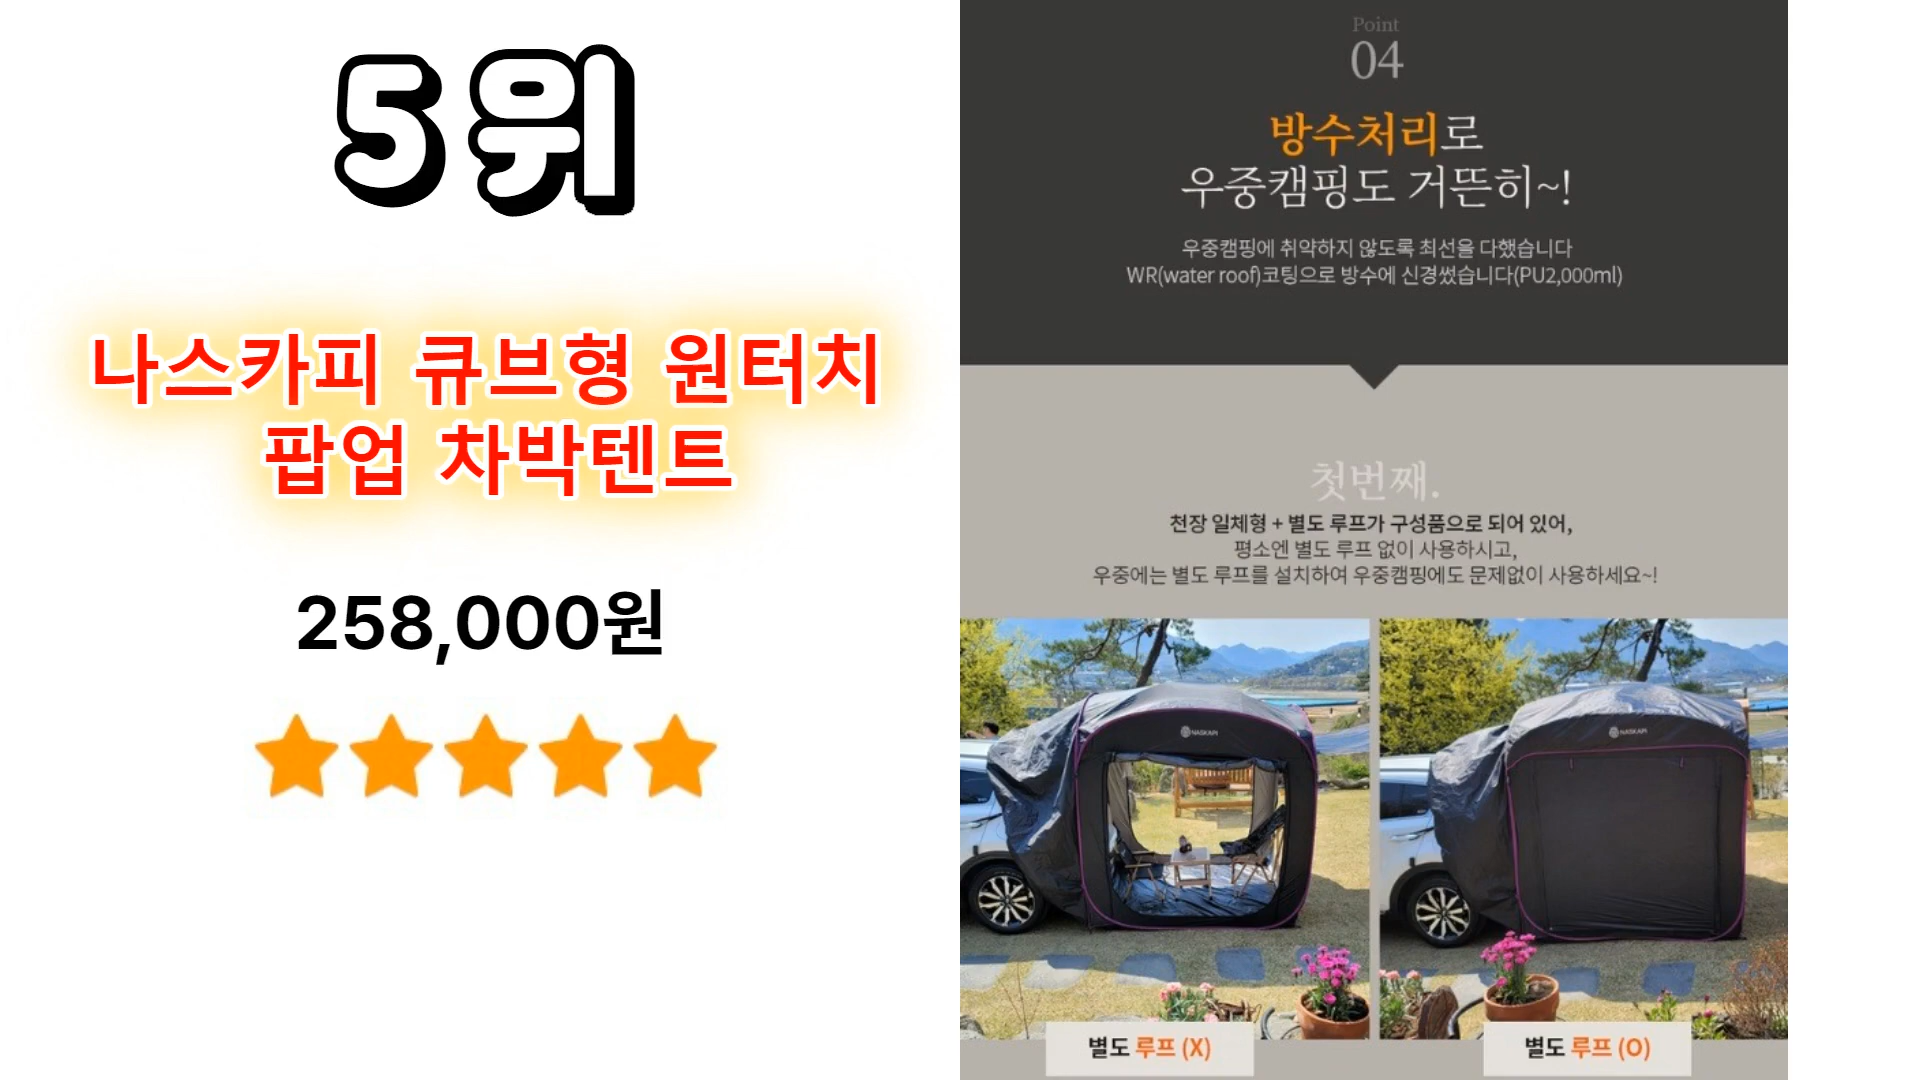 5위
나스카피 큐브형 원터치
팝업 차박텐트
258,000원
Point
04
방수처리로
우중캠핑도 거뜬히~!
우중캠핑에 취약하지 않도록 최선을 다했습니다
WR(water roof)코팅으로 방수에 신경썼습니다(PU2,000ml)
첫번째.
천장 일체형 + 별도 루프가 구성품으로 되어 있어,
평소엔 별도 루프 없이 사용하시고,
우중에는 별도 루프를 설치하여 우중캠핑에도 문제없이 사용하세요~!
NASKAPI
NASKAPI
별도 루프 (X)
별도 루프 (O)